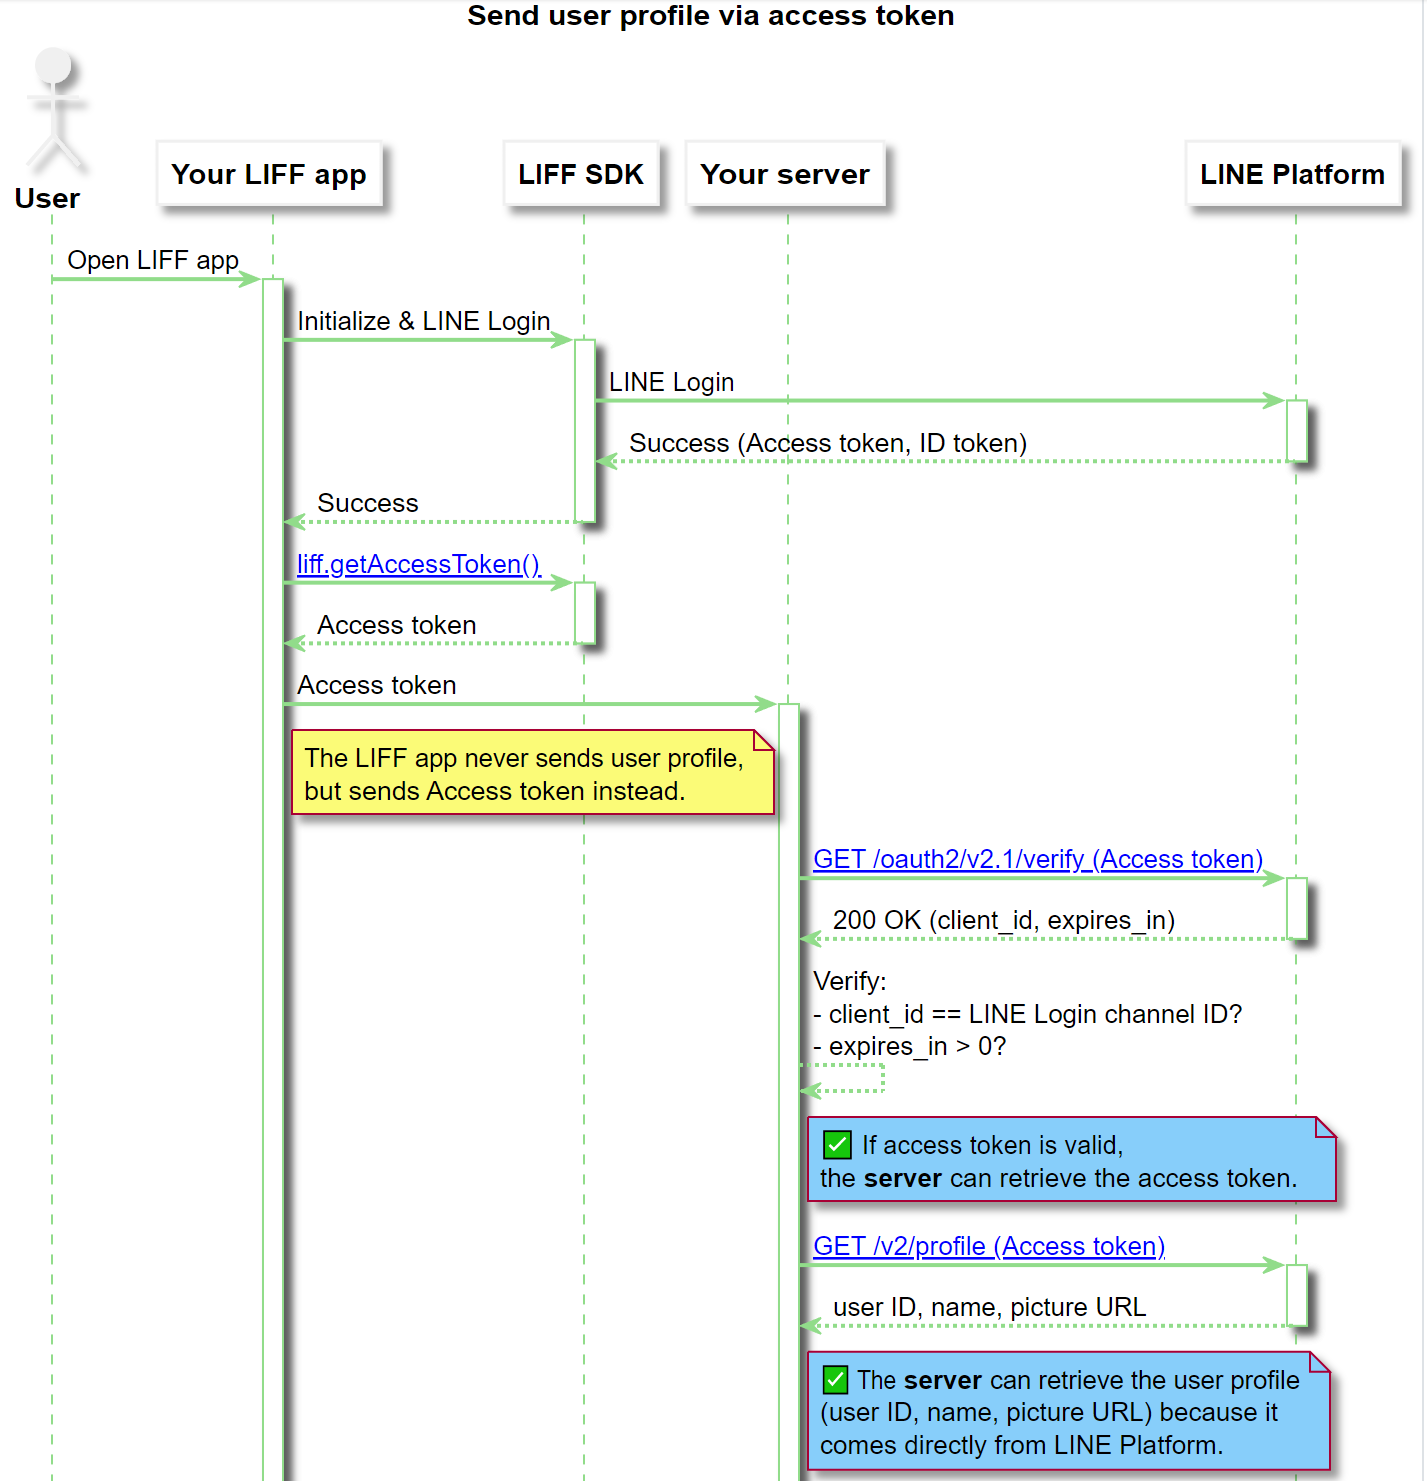 Send user profile via access token
User
Your LIFF app
LIFF SDK
Your server
LINE Platform
Open LIFF app
Initialize & LINE Login
LINE Login
Success (Access token, ID token)
Success
liff.getAccessToken()
Access token
Access token
The LIFF app never sends user profile,
but sends Access token instead.
GET /oauth2/v2.1/verify (Access token)
200 OK (client_id, expires_in)
Verify:
- client_id == LINE Login channel ID?
- expires_in > 0?
✅ If access token is valid,
the server can retrieve the access token.
GET /v2/profile (Access token)
user ID, name, picture URL
✅ The server can retrieve the user profile
(user ID, name, picture URL) because it
comes directly from LINE Platform.